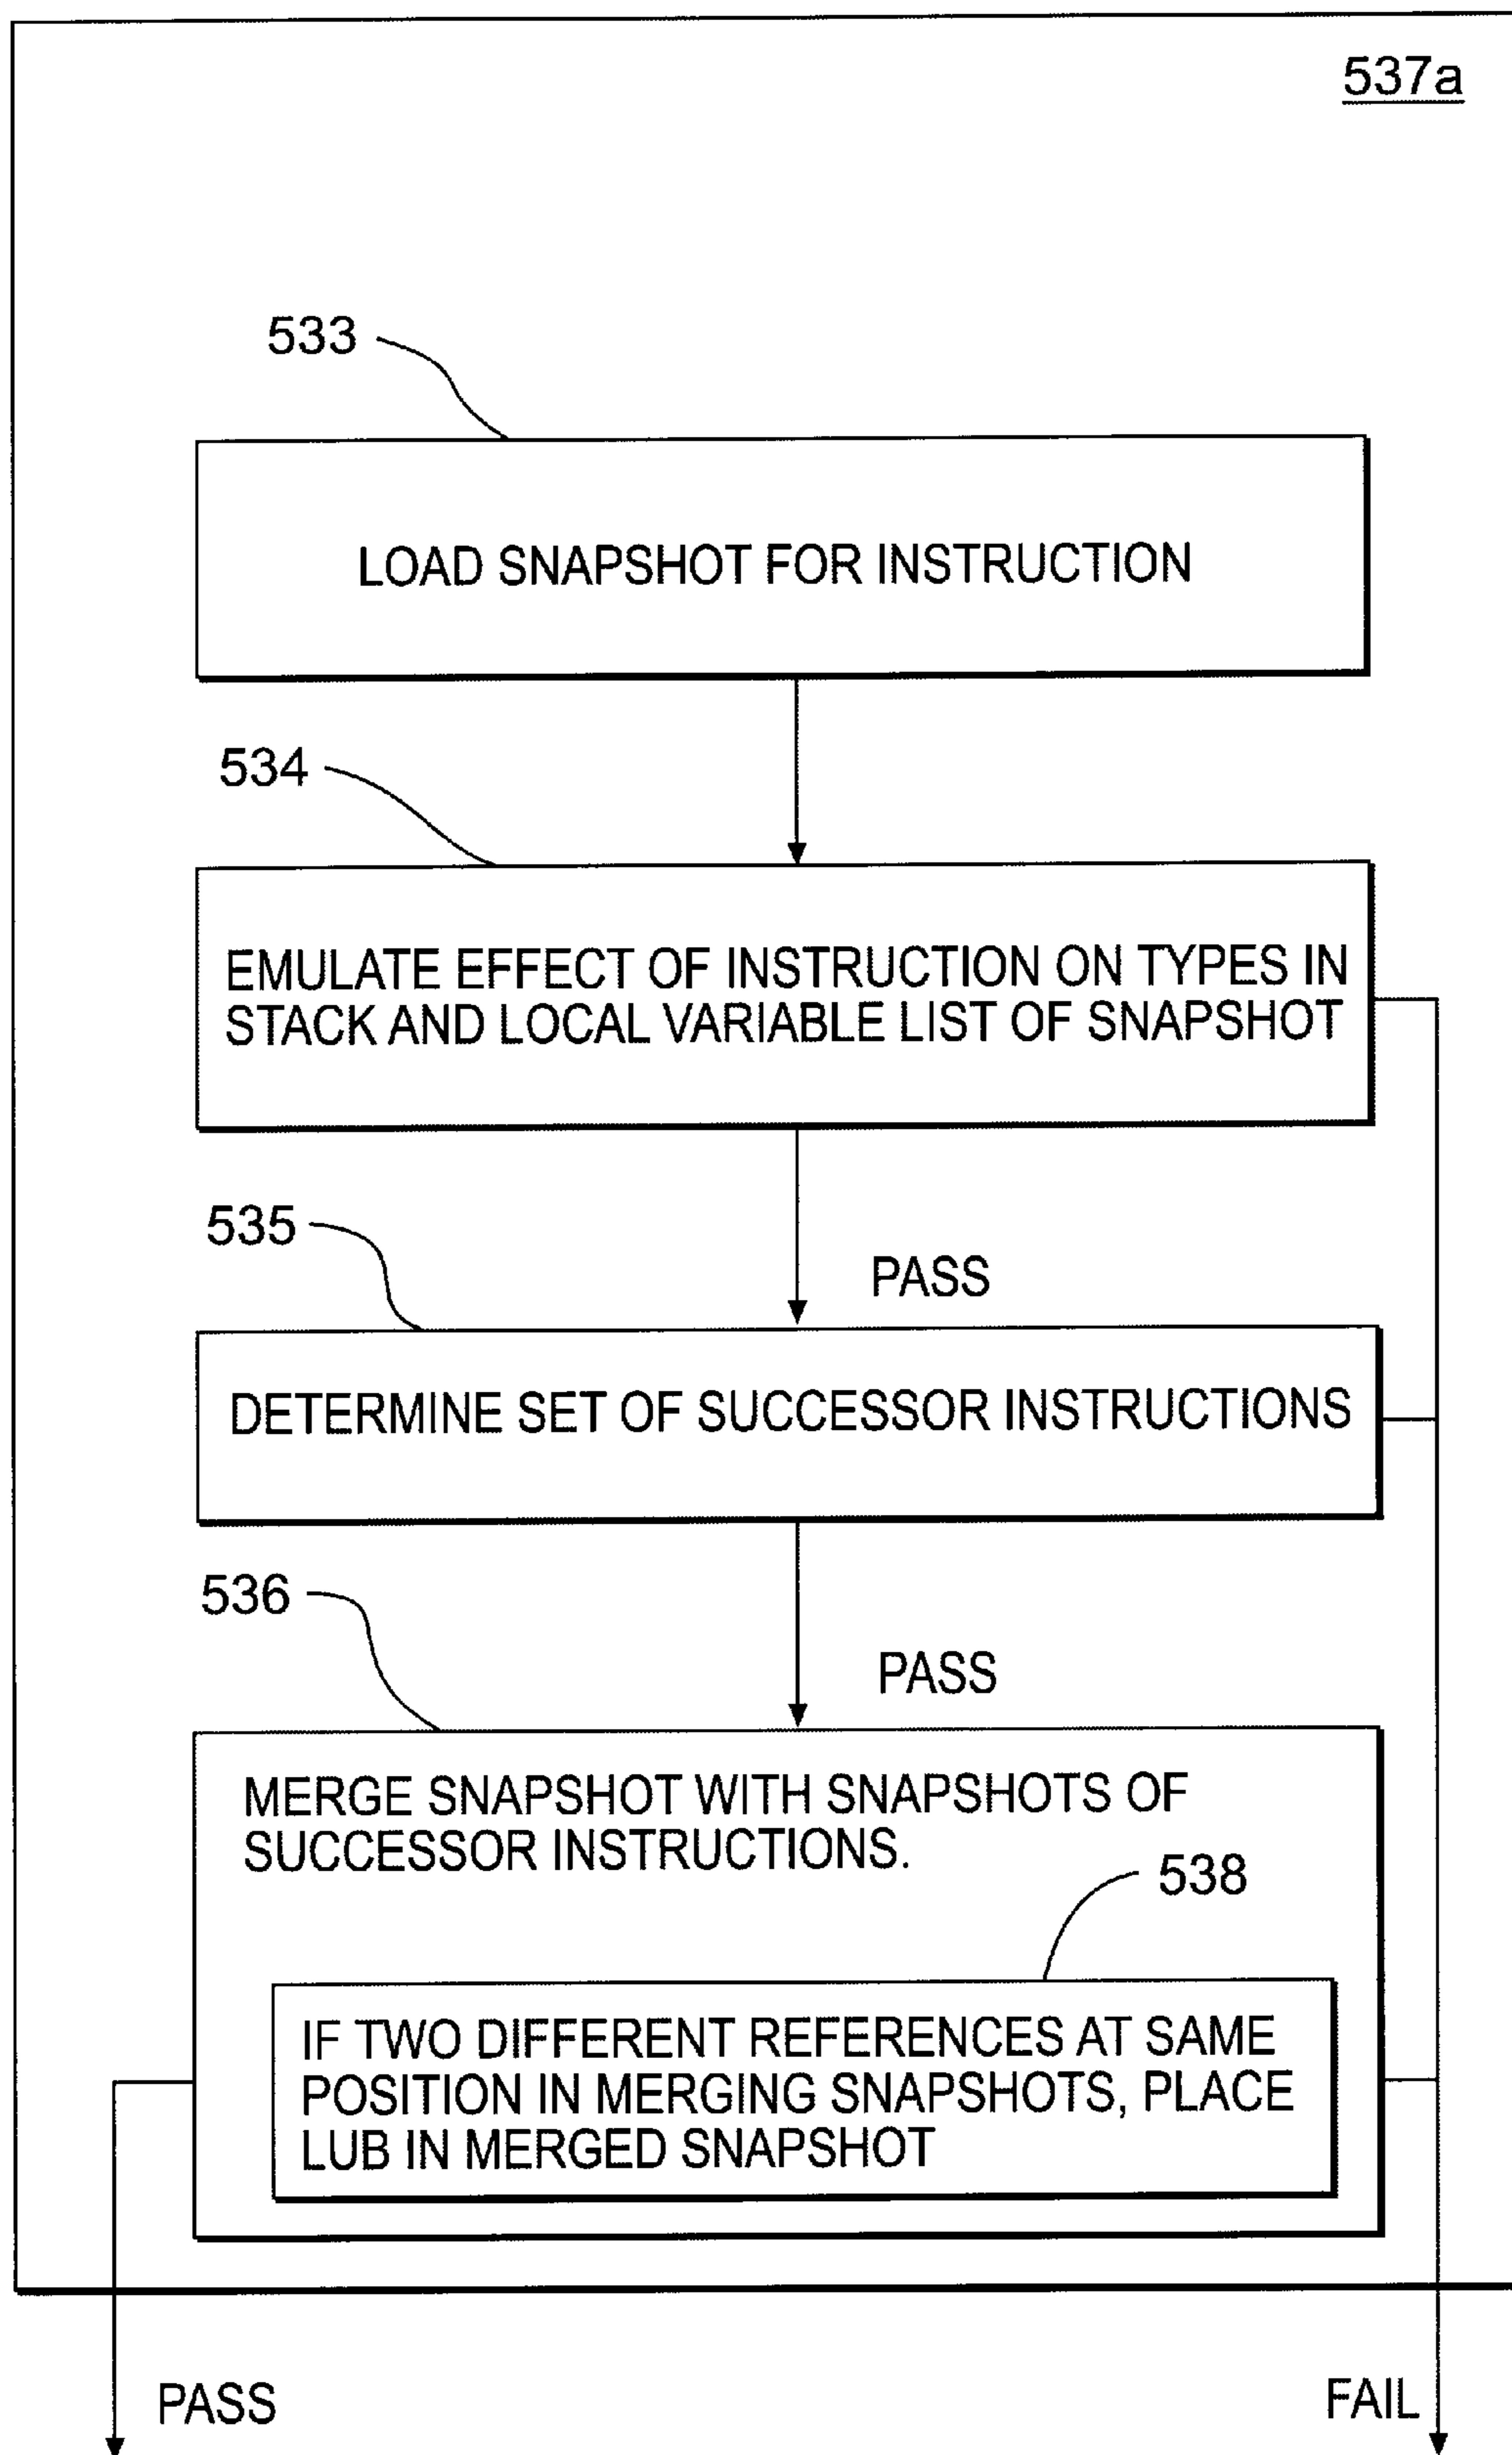 537a
533
LOAD SNAPSHOT FOR INSTRUCTION
534
EMULATE EFFECT OF INSTRUCTION ON TYPES IN
STACK AND LOCAL VARIABLE LIST OF SNAPSHOT
535
PASS
DETERMINE SET OF SUCCESSOR INSTRUCTIONS
536
PASS
MERGE SNAPSHOT WITH SNAPSHOTS OF
SUCCESSOR INSTRUCTIONS.
538
IF TWO DIFFERENT REFERENCES AT SAME
POSITION IN MERGING SNAPSHOTS, PLACE
LUB IN MERGED SNAPSHOT
PASS
FAIL